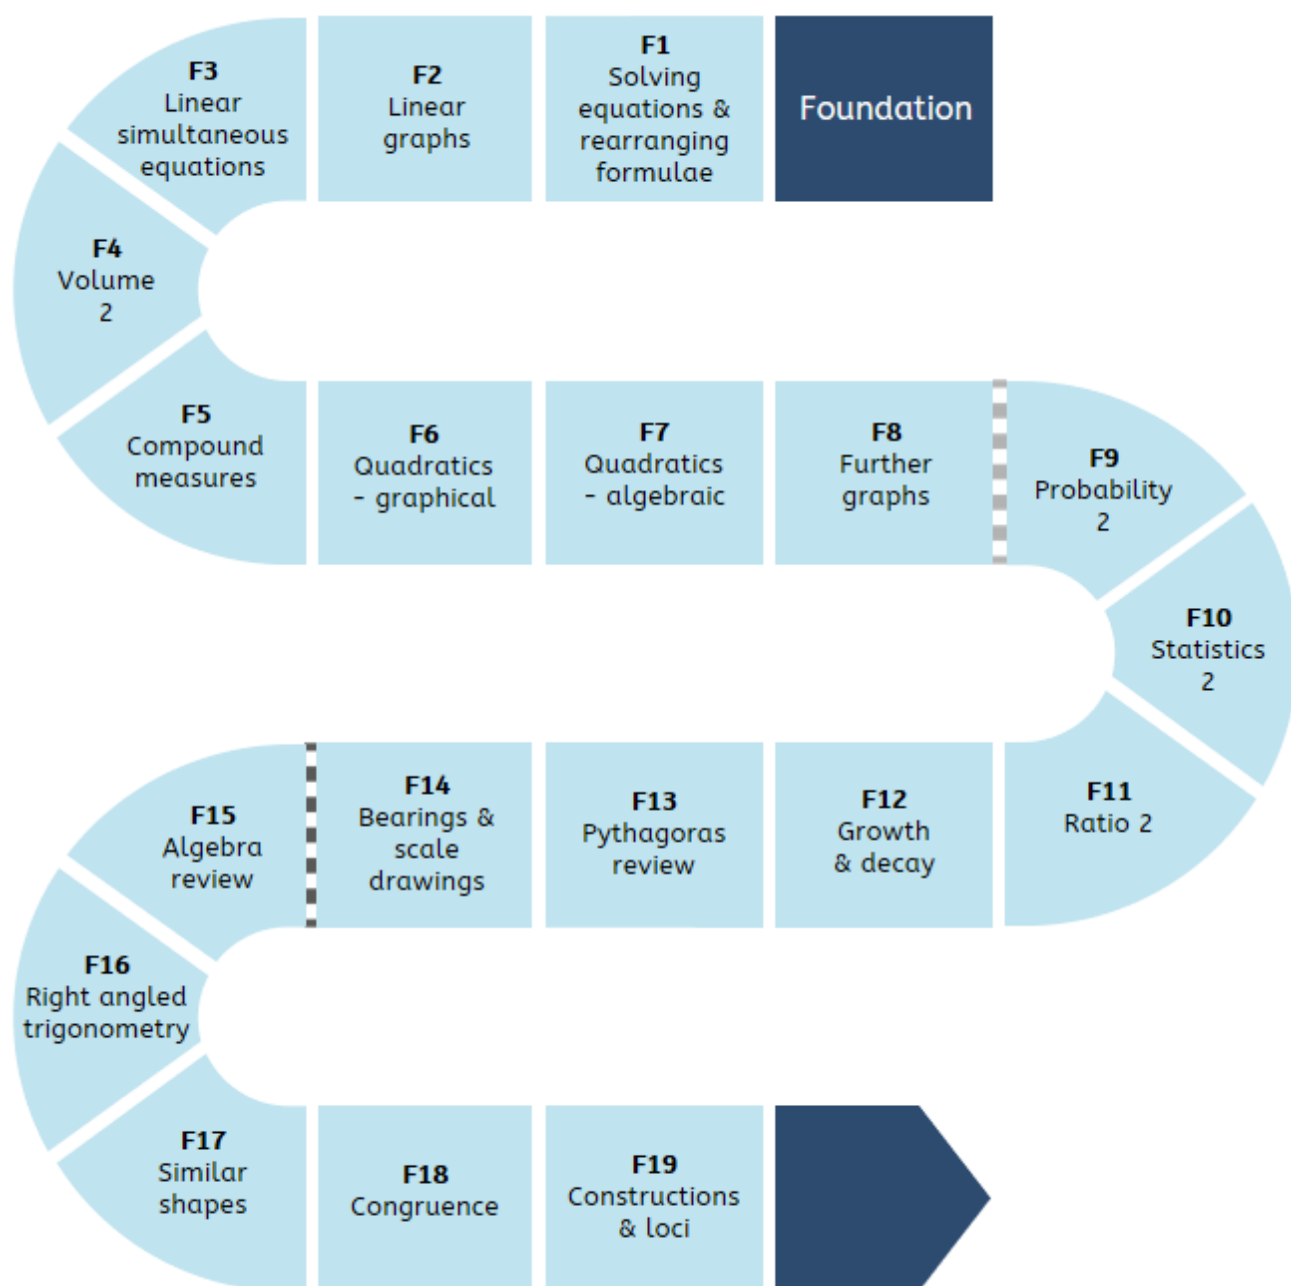 Foundation
F1
Solving
equations &
rearranging
formulae
F2
Linear
graphs
F3
Linear
simultaneous
equations
F4
Volume
2
F5
Compound
measures
F6
Quadratics
- graphical
F7
Quadratics
- algebraic
F8
Further
graphs
F9
Probability
2
F10
Statistics
2
F11
Ratio 2
F12
Growth
& decay
F13
Pythagoras
review
F14
Bearings &
scale
drawings
F15
Algebra
review
F16
Right angled
trigonometry
F17
Similar
shapes
F18
Congruence
F19
Constructions
& loci